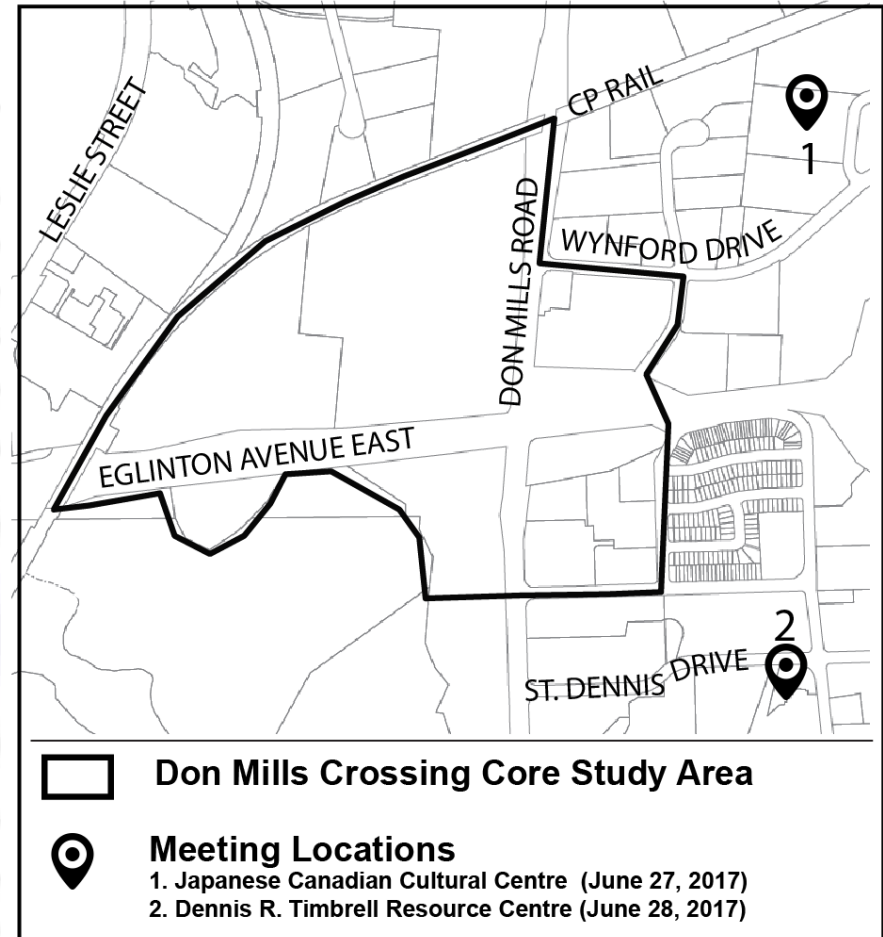 LESLIE STREET
CP RAIL
1
DON MILLS ROAD
WYNFORD DRIVE
EGLINTON AVENUE EAST
2
ST. DENNIS DRIVE
Don Mills Crossing Core Study Area
Meeting Locations
1. Japanese Canadian Cultural Centre (June 27, 2017)
2. Dennis R. Timbrell Resource Centre (June 28, 2017)